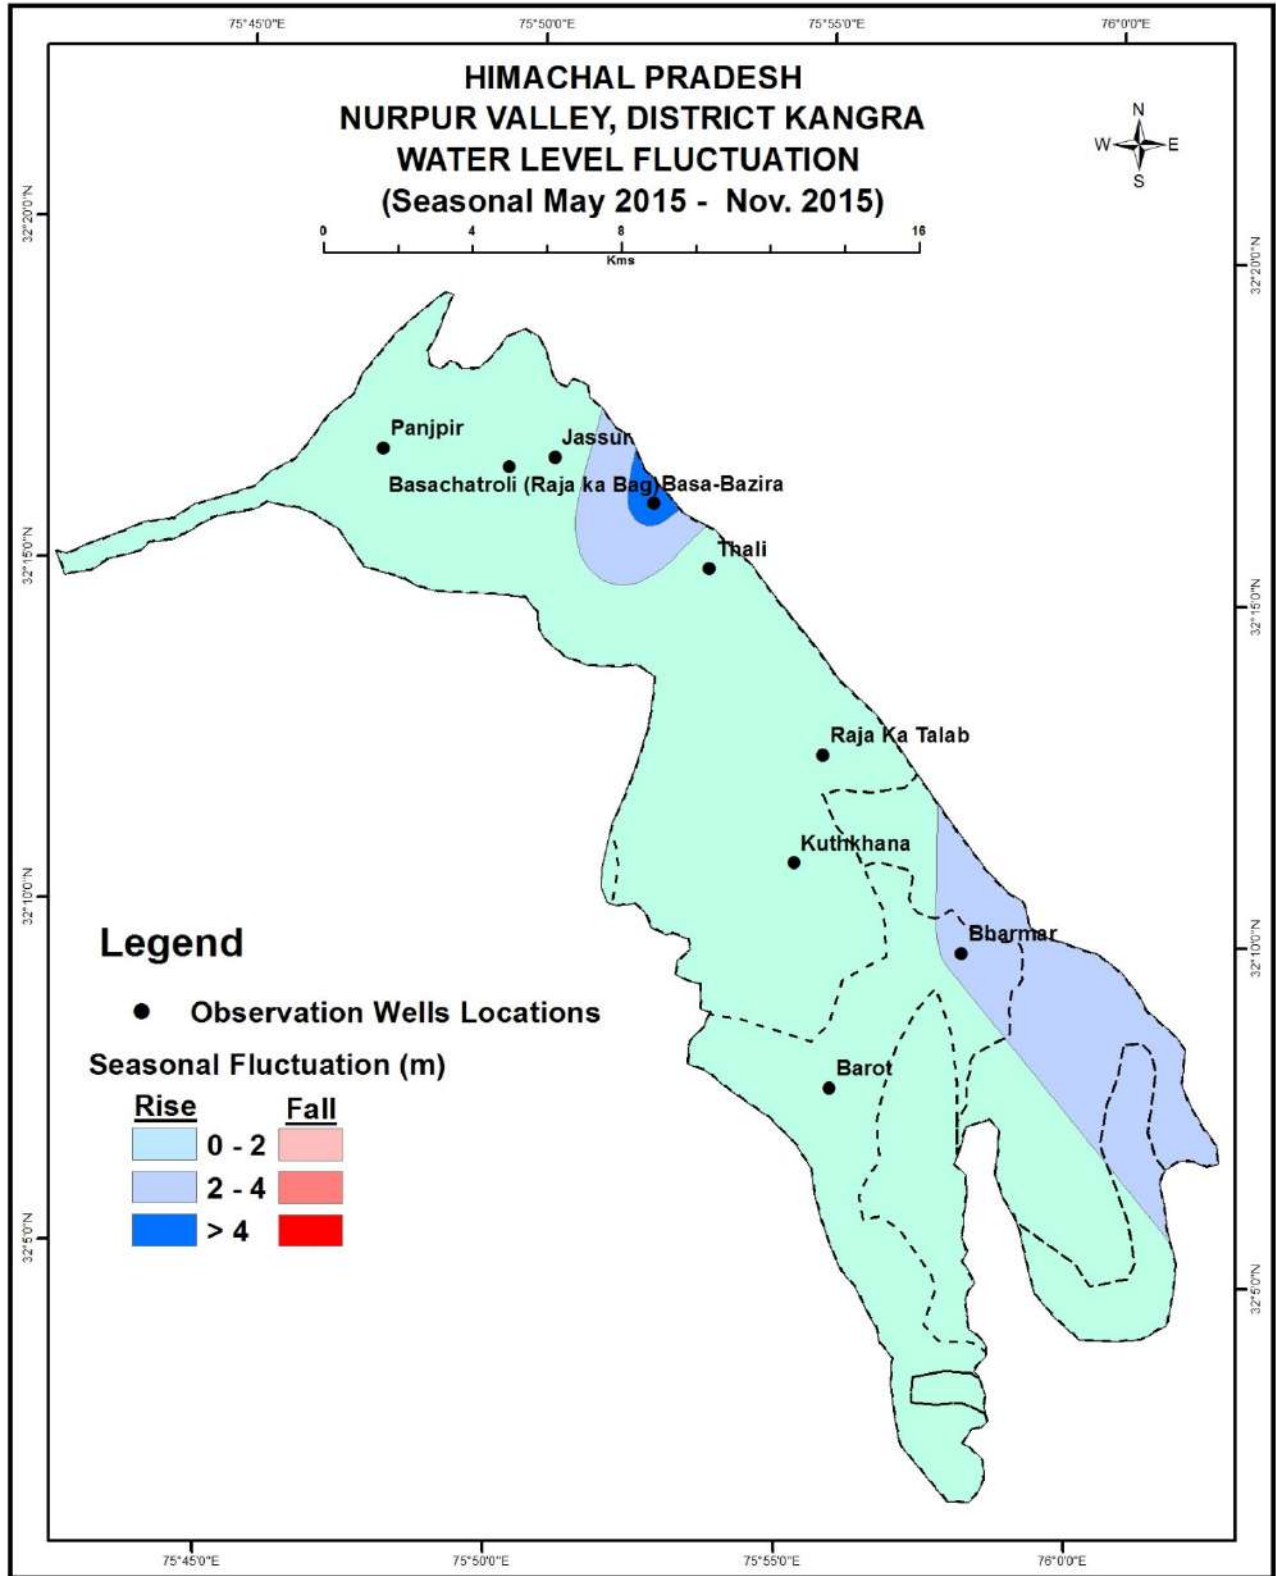 75°45'0"E 75°50'0"E 75°55'0"E 76°0'0"E
HIMACHAL PRADESH
NURPUR VALLEY, DISTRICT KANGRA
WATER LEVEL FLUCTUATION
(Seasonal May 2015 - Nov. 2015)
N
W E
S
0 4 8 16
Kms
32°20'0"N
32°20'0"N
Panjpir
Jassur
Basachatroli (Raja ka Bag)
Basa-Bazira
Thali
32°15'0"N
32°15'0"N
Raja Ka Talab
Kuthkhana
32°10'0"N
Bharmar
32°10'0"N
Barot
Legend
Observation Wells Locations
Seasonal Fluctuation (m)
Rise Fall
0 - 2
2 - 4
> 4
32°5'0"N
32°5'0"N
75°45'0"E 75°50'0"E 75°55'0"E 76°0'0"E